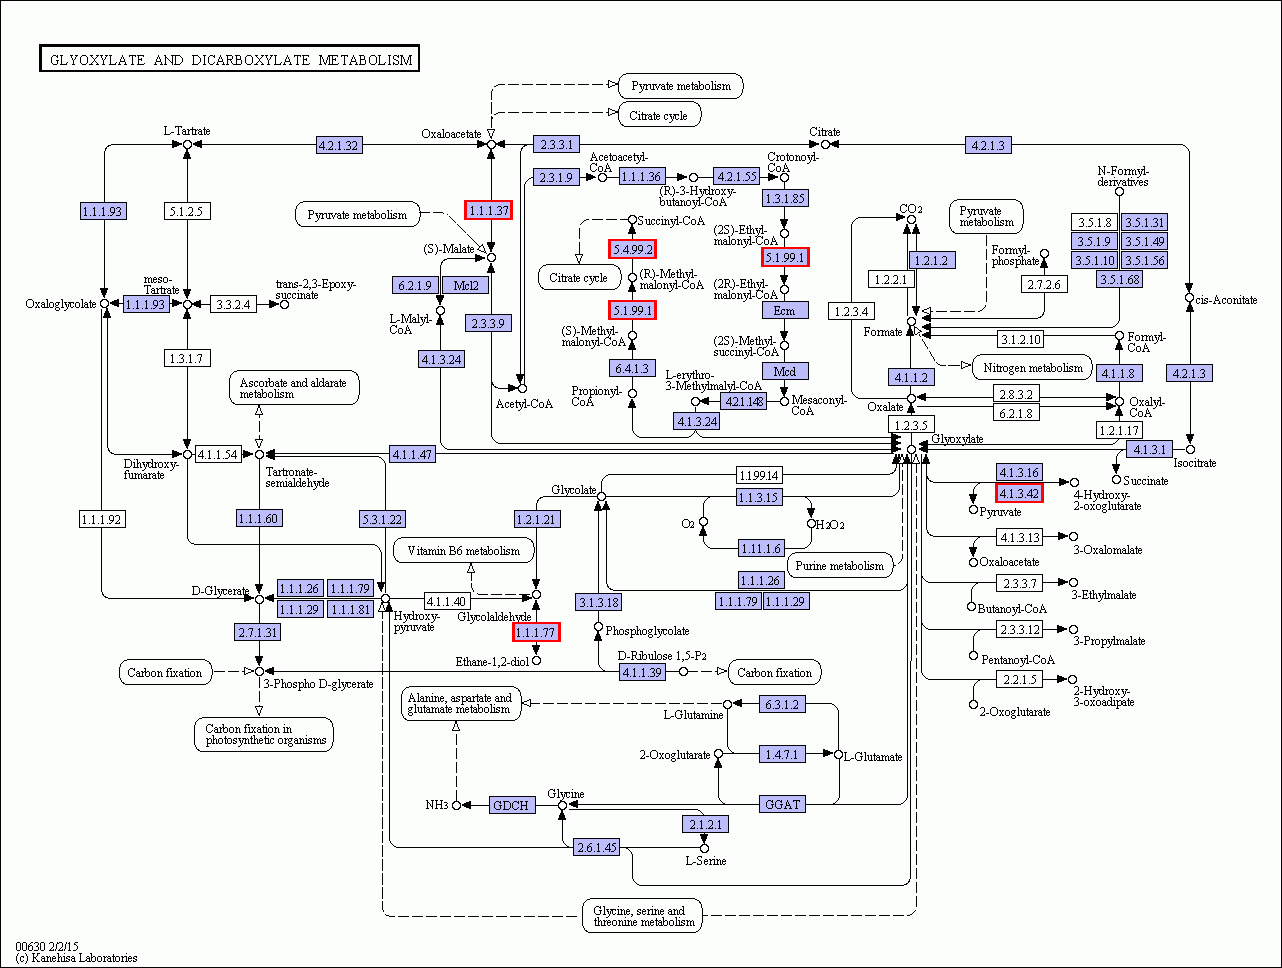 GLYOXYLATE AND DICARBOXYLATE METABOLISM
Pyruvate metabolism
Citrate cycle
L-Tartrate
4.2.1.32
Oxaloacetate
2.3.3.1
Citrate
4.2.1.3
Acetoacetyl-
CoA
2.3.1.9
1.1.1.36
(R)-3-Hydroxy-
butanoyl-CoA
4.2.1.55
Crotonoyl-
CoA
1.3.1.85
N-Formyl-
derivatives
1.1.1.93
5.1.2.5
Pyruvate metabolism
1.1.1.37
Succinyl-CoA
(2S)-Ethyl-
malonyl-CoA
CO2
Pyruvate
metabolism
3.5.1.8
3.5.1.31
3.5.1.9
3.5.1.49
3.5.1.10
3.5.1.56
3.5.1.68
(S)-Malate
5.4.99.2
5.1.99.1
1.2.1.2
1.2.2.1
Formyl-
phosphate
2.7.2.6
Citrate cycle
(R)-Methyl-
malonyl-CoA
(2R)-Ethyl-
malonyl-CoA
meso-
Tartrate
trans-2,3-Epoxy-
succinate
6.2.1.9
Mcl2
Oxaloglycolate
1.1.1.93
3.3.2.4
cis-Aconitate
L-Malyl-
CoA
2.3.3.9
5.1.99.1
Ecm
1.2.3.4
Formate
(S)-Methyl-
malonyl-CoA
(2S)-Methyl-
succinyl-CoA
3.1.2.10
Formyl-
CoA
1.3.1.7
4.1.3.24
6.4.1.3
Mcd
Nitrogen metabolism
4.1.1.2
4.1.1.8
4.2.1.3
Ascorbate and aldarate
metabolism
Acetyl-CoA
Propionyl-
CoA
L-erythro-
3-Methylmalyl-CoA
4.2.1.148
Mesaconyl-
CoA
Oxalate
2.8.3.2
6.2.1.8
Oxalyl-
CoA
4.1.3.24
1.2.3.5
1.2.1.17
Glyoxylate
Dihydroxy-
fumarate
4.1.1.54
Tartronate-
semialdehyde
4.1.1.47
4.1.3.1
Isocitrate
Succinate
1.1.99.14
4.1.3.16
4.1.3.42
Pyruvate
4-Hydroxy-
2-oxoglutarate
Glycolate
1.1.3.15
1.1.1.92
1.1.1.60
5.3.1.22
1.2.1.21
O2
H2O2
4.1.3.13
Oxaloacetate
3-Oxalomalate
Vitamin B6 metabolism
1.11.1.6
Purine metabolism
1.1.1.26
1.1.1.79
1.1.1.29
2.3.3.7
Butanoyl-CoA
3-Ethylmalate
D-Glycerate
1.1.1.26
1.1.1.79
1.1.1.29
1.1.1.81
Hydroxy-
pyruvate
4.1.1.40
Glycolaldehyde
3.1.3.18
2.3.3.12
Pentanoyl-CoA
3-Propylmalate
2.7.1.31
1.1.1.77
Phosphoglycolate
Ethane-1,2-diol
D-Ribulose 1,5-P2
4.1.1.39
Carbon fixation
Carbon fixation
3-Phospho D-glycerate
2.2.1.5
2-Oxoglutarate
2-Hydroxy-
3-oxoadipate
Carbon fixation in
photosynthetic organisms
Alanine, aspartate and
glutamate metabolism
L-Glutamine
6.3.1.2
2-Oxoglutarate
1.4.7.1
L-Glutamate
NH3
GDCH
Glycine
GGAT
2.1.2.1
2.6.1.45
L-Serine
Glycine, serine and
threonine metabolism
00630 2/2/15
(c) Kanehisa Laboratories